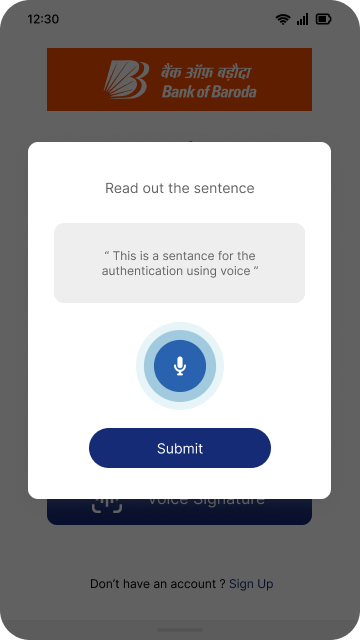 12:30
बैंक ऑफ़ बड़ौदा
Bank of Baroda
Read out the sentence
“ This is a sentance for the
authentication using voice ”
Submit
Voice Signature
Don’t have an account ? Sign Up